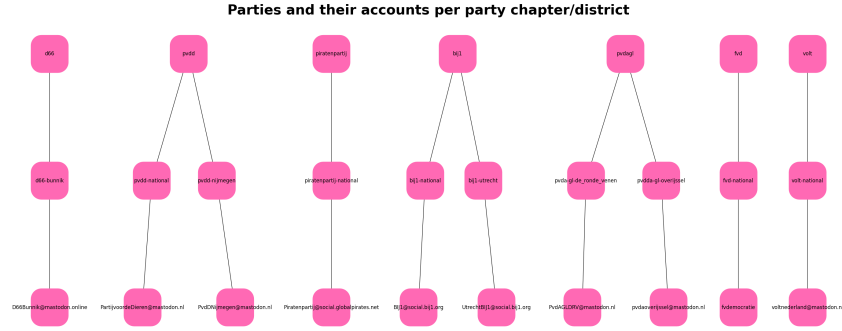 Parties and their accounts per party chapter/district
d66 pvdd piratenpartij bij1 pvdagl fvd volt
d66-bunnik pvdd-national pvdd-nijmegen piratenpartij-national bij1-national bij1-utrecht pvda-gl-de_ronde_venen pvdda-gl-overijssel fvd-national volt-national
D66Bunnik@mastodon.online PartijvoordeDieren@mastodon.nl PvdDNijmegen@mastodon.nl Piratenpartij@social.globalpirates.net BIJ1@social.bij1.org UtrechtBIJ1@social.bij1.org PvdAGLDRV@mastodon.nl pvdaoverijssel@mastodon.nl fvdemocratie voltnederland@mastodon.n